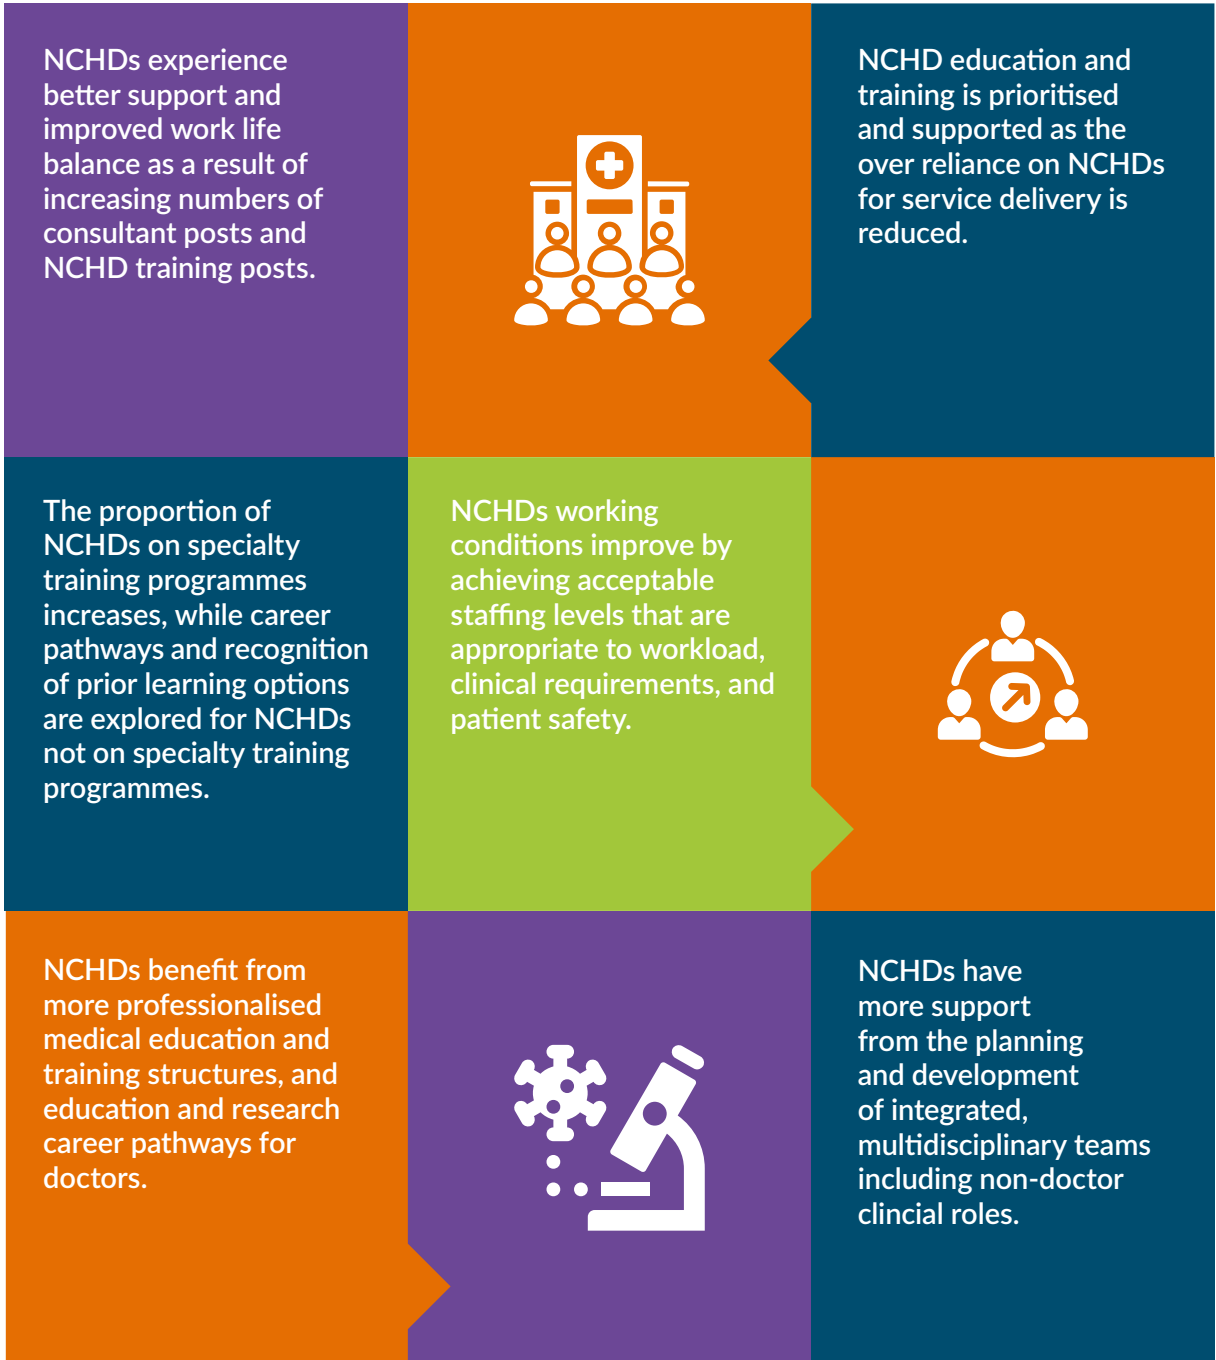 NCHDs experience
better support and
improved work life
balance as a result of
increasing numbers of
consultant posts and
NCHD training posts.
NCHD education and
training is prioritised
and supported as the
over reliance on NCHDs
for service delivery is
reduced.
The proportion of
NCHDs on specialty
training programmes
increases, while career
pathways and recognition
of prior learning options
are explored for NCHDs
not on specialty training
programmes.
NCHDs working
conditions improve by
achieving acceptable
staffing levels that are
appropriate to workload,
clinical requirements, and
patient safety.
NCHDs benefit from
more professionalised
medical education and
training structures, and
education and research
career pathways for
doctors.
NCHDs have
more support
from the planning
and development
of integrated,
multidisciplinary teams
including non-doctor
clincial roles.